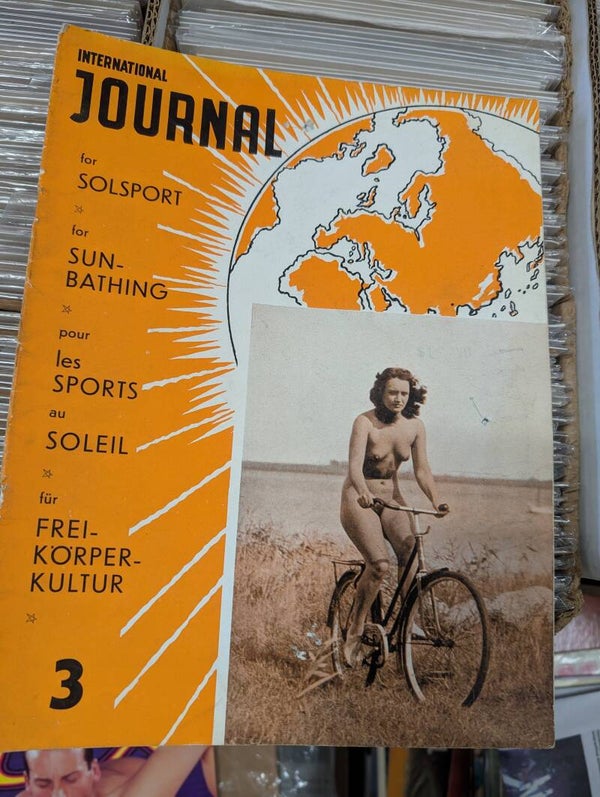 INTERNATIONAL
JOURNAL
for
SOLSPORT
for
SUN-
BATHING
pour
les
SPORTS
au
SOLEIL
für
FREI-
KÖRPER-
KULTUR
3